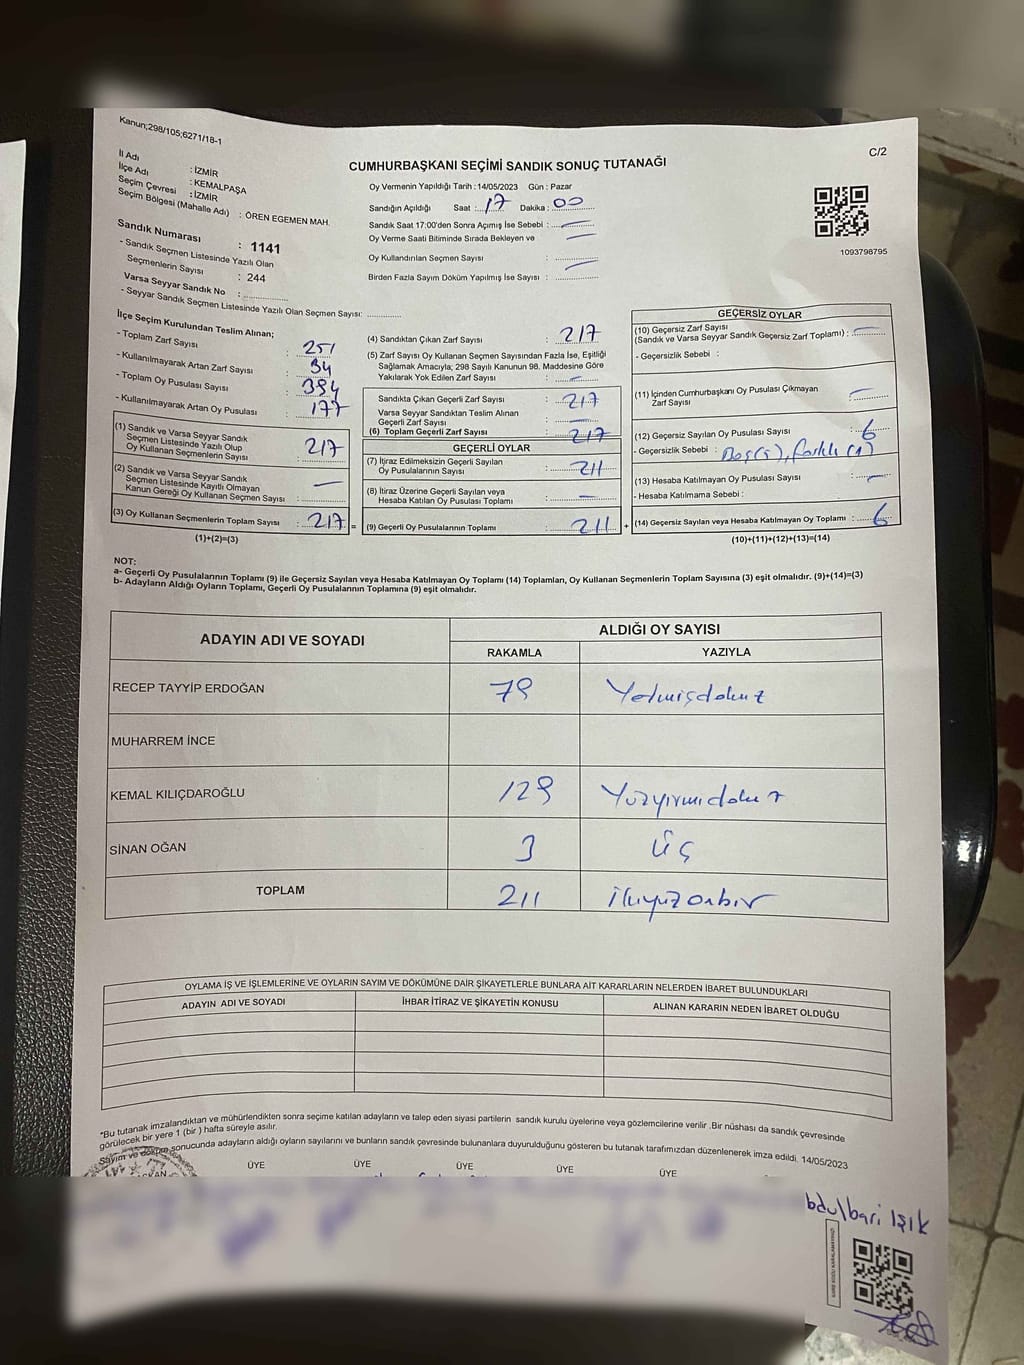 Kanun;298/105;6271/18-1
C/2
CUMHURBAŞKANI SEÇİMİ SANDIK SONUÇ TUTANAĞI
İl Adı : İZMİR
İlçe Adı : KEMALPAŞA
Seçim Çevresi : İZMİR
Seçim Bölgesi (Mahalle Adı) : ÖREN EGEMEN MAH.
Sandık Numarası : 1141
- Sandık Seçmen Listesinde Yazılı Olan
Seçmenlerin Sayısı : 244
Varsa Seyyar Sandık No :
- Seyyar Sandık Seçmen Listesinde Yazılı Olan Seçmen Sayısı:
Oy Vermenin Yapıldığı Tarih : 14/05/2023 Gün : Pazar
Sandığın Açıldığı Saat : 17 Dakika : 00
Sandık Saat 17:00'den Sonra Açımış İse Sebebi : —
Oy Verme Saati Bitiminde Sırada Bekleyen ve —
Oy Kullandırılan Seçmen Sayısı :
Birden Fazla Sayım Döküm Yapılmış İse Sayısı : —
1093798795
İlçe Seçim Kurulundan Teslim Alınan;
- Toplam Zarf Sayısı : 251
- Kullanılmayarak Artan Zarf Sayısı : 34
- Toplam Oy Pusulası Sayısı : 394
- Kullanılmayarak Artan Oy Pusulası : 177
(1) Sandık ve Varsa Seyyar Sandık
Seçmen Listesinde Yazılı Olup
Oy Kullanan Seçmenlerin Sayısı : 217
(2) Sandık ve Varsa Seyyar Sandık
Seçmen Listesinde Kayıtlı Olmayan
Kanun Gereği Oy Kullanan Seçmen Sayısı : —
(3) Oy Kullanan Seçmenlerin Toplam Sayısı : 217 =
(1)+(2)=(3)
(4) Sandıktan Çıkan Zarf Sayısı : 217
(5) Zarf Sayısı Oy Kullanan Seçmen Sayısından Fazla İse, Eşitliği
Sağlamak Amacıyla; 298 Sayılı Kanunun 98. Maddesine Göre
Yakılarak Yok Edilen Zarf Sayısı : —
Sandıkta Çıkan Geçerli Zarf Sayısı : 217
Varsa Seyyar Sandıktan Teslim Alınan
Geçerli Zarf Sayısı : —
(6) Toplam Geçerli Zarf Sayısı : 217
GEÇERLİ OYLAR
(7) İtiraz Edilmeksizin Geçerli Sayılan
Oy Pusulalarının Sayısı : 211
(8) İtiraz Üzerine Geçerli Sayılan veya
Hesaba Katılan Oy Pusulası Toplamı : —
(9) Geçerli Oy Pusulalarının Toplamı : 211 +
GEÇERSİZ OYLAR
(10) Geçersiz Zarf Sayısı
(Sandık ve Varsa Seyyar Sandık Geçersiz Zarf Toplamı) : —
- Geçersizlik Sebebi :
(11) İçinden Cumhurbaşkanı Oy Pusulası Çıkmayan
Zarf Sayısı : —
(12) Geçersiz Sayılan Oy Pusulası Sayısı : 6
- Geçersizlik Sebebi : Boş(5), farklı (1)
(13) Hesaba Katılmayan Oy Pusulası Sayısı : —
- Hesaba Katılmama Sebebi :
(14) Geçersiz Sayılan veya Hesaba Katılmayan Oy Toplamı : 6
(10)+(11)+(12)+(13)=(14)
NOT:
a- Geçerli Oy Pusulalarının Toplamı (9) ile Geçersiz Sayılan veya Hesaba Katılmayan Oy Toplamı (14) Toplamları, Oy Kullanan Seçmenlerin Toplam Sayısına (3) eşit olmalıdır. (9)+(14)=(3)
b- Adayların Aldığı Oyların Toplamı, Geçerli Oy Pusulalarının Toplamına (9) eşit olmalıdır.
ADAYIN ADI VE SOYADI
ALDIĞI OY SAYISI
RAKAMLA YAZIYLA
RECEP TAYYİP ERDOĞAN 79 Yetmişdokuz
MUHARREM İNCE
KEMAL KILIÇDAROĞLU 129 Yüzyirmidokuz
SİNAN OĞAN 3 üç
TOPLAM 211 ikiyüzonbir
OYLAMA İŞ VE İŞLEMLERİNE VE OYLARIN SAYIM VE DÖKÜMÜNE DAİR ŞİKAYETLERLE BUNLARA AİT KARARLARIN NELERDEN İBARET BULUNDUKLARI
ADAYIN ADI VE SOYADI İHBAR İTİRAZ VE ŞİKAYETİN KONUSU ALINAN KARARIN NEDEN İBARET OLDUĞU
*Bu tutanak imzalandıktan ve mühürlendikten sonra seçime katılan adayların ve talep eden siyasi partilerin sandık kurulu üyelerine veya gözlemcilerine verilir .Bir nüshası da sandık çevresinde
görülecek bir yere 1 (bir ) hafta süreyle asılır.
Sayım ve döküm sonucunda adayların aldığı oyların sayılarını ve bunların sandık çevresinde bulunanlara duyurulduğunu gösteren bu tutanak tarafımızdan düzenlenerek imza edildi. 14/05/2023
ÜYE ÜYE ÜYE ÜYE ÜYE
bdulbari Işık